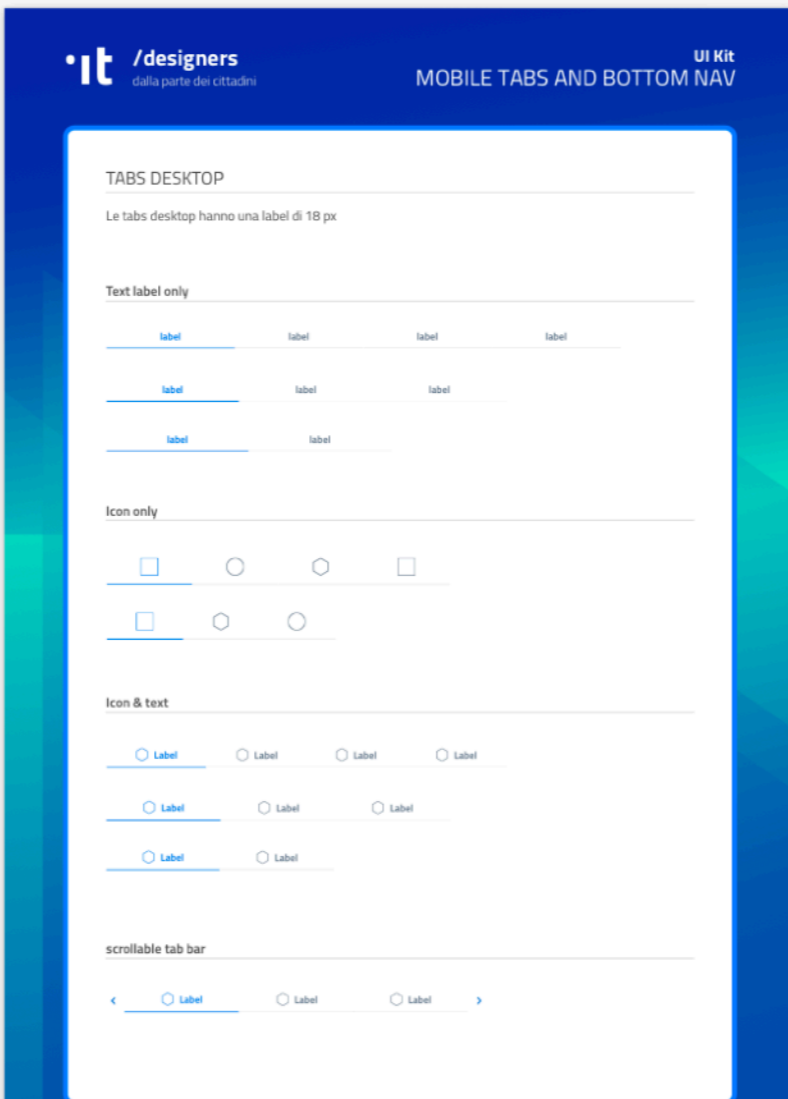 ·ıt /designers
dalla parte dei cittadini
UI Kit
MOBILE TABS AND BOTTOM NAV
TABS DESKTOP
Le tabs desktop hanno una label di 18 px
Text label only
label label label label
label label label
label label
Icon only
Icon & text
Label Label Label Label
Label Label Label
Label Label
scrollable tab bar
‹ Label Label Label ›